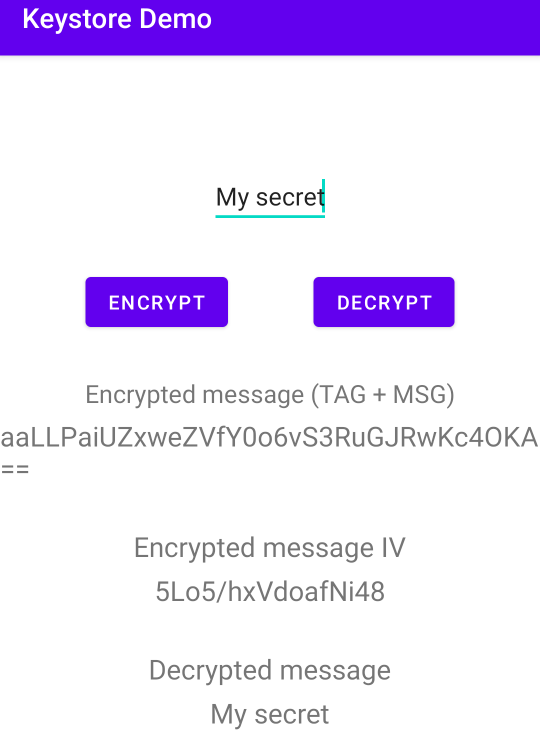 Keystore Demo
My secret
ENCRYPT DECRYPT
Encrypted message (TAG + MSG)
aaLLPaiUZxweZVfY0o6vS3RuGJRwKc4OKA
==
Encrypted message IV
5Lo5/hxVdoafNi48
Decrypted message
My secret